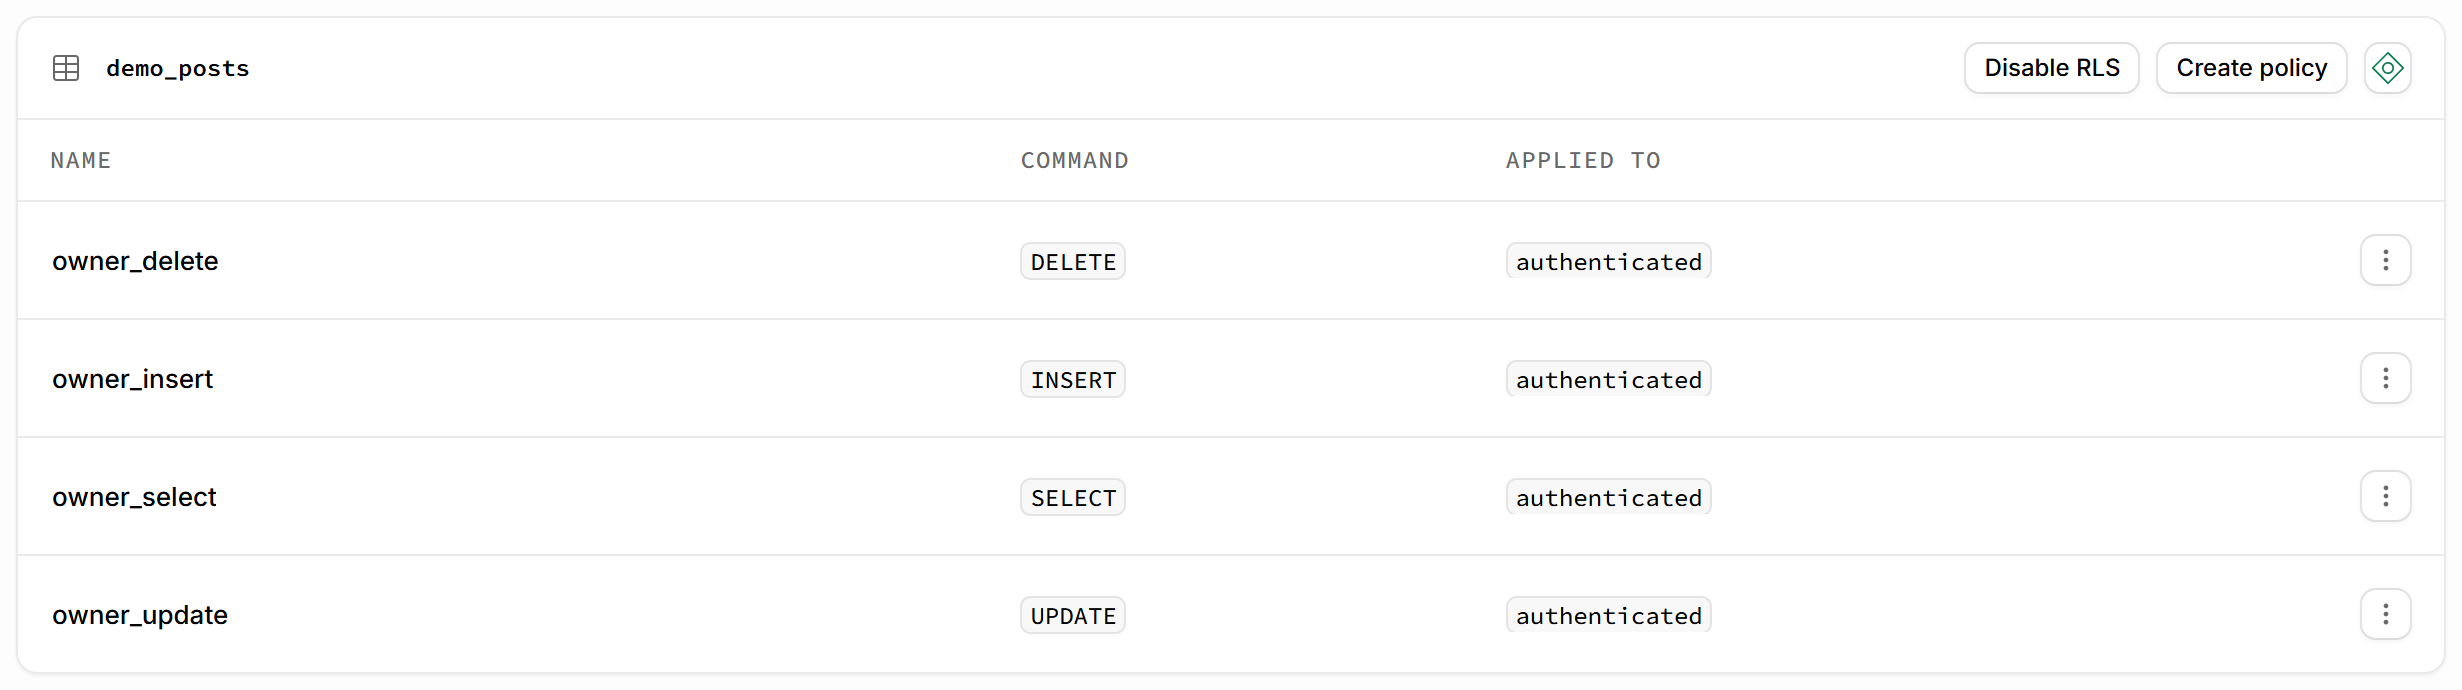 demo_posts Disable RLS Create policy
NAME COMMAND APPLIED TO
owner_delete DELETE authenticated
owner_insert INSERT authenticated
owner_select SELECT authenticated
owner_update UPDATE authenticated